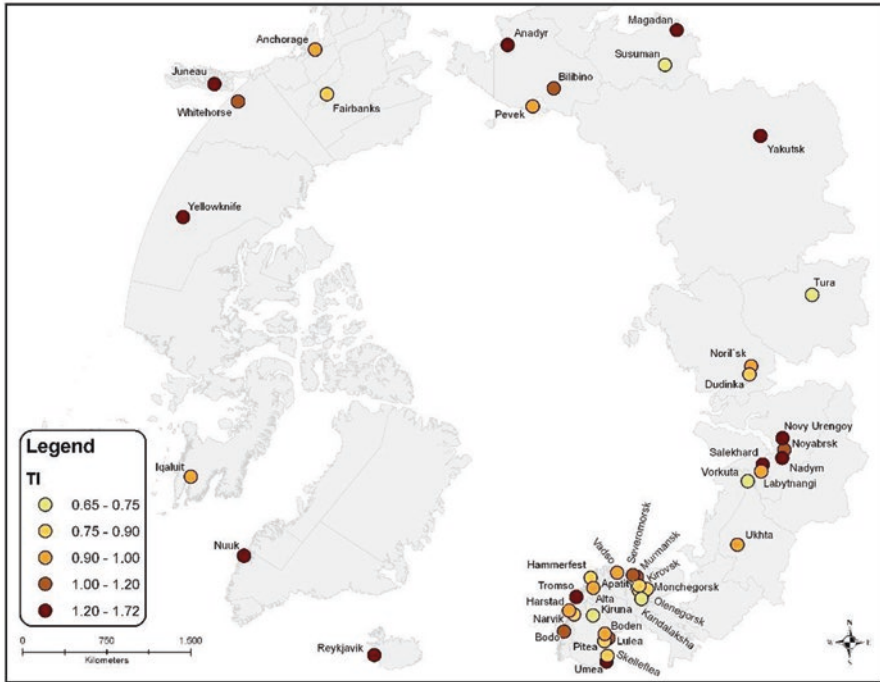 Magadan
Anchorage
Anadyr
Susuman
Juneau
Bilibino
Whitehorse
Fairbanks
Pevek
Yakutsk
Yellowknife
Tura
Noril`sk
Dudinka
Novy Urengoy
Noyabrsk
Salekhard
Nadym
Vorkuta
Labytnangi
Iqaluit
Legend
TI
0.65 - 0.75
0.75 - 0.90
0.90 - 1.00
1.00 - 1.20
1.20 - 1.72
Ukhta
Nuuk
Severomorsk
Murmansk
Vadso
Kirovsk
Hammerfest
Apatity
Monchegorsk
Tromso
Alta
Olenegorsk
Harstad
Kiruna
Kandalaksha
Narvik
Boden
Bodo
Lulea
Pitea
Skelleftea
Umea
Reykjavik
0 750 1.500
Kilometers
N
W E
S